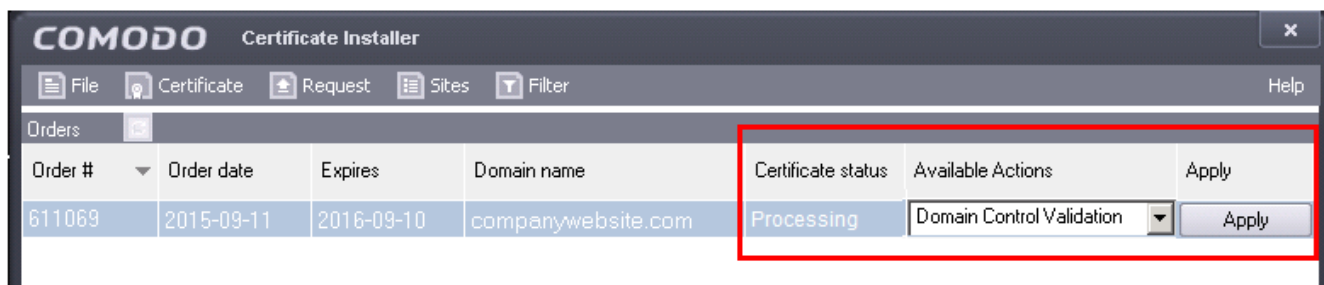 COMODO Certificate Installer x
File Certificate Request Sites Filter Help
Orders
Order # Order date Expires Domain name Certificate status Available Actions Apply
611069 2015-09-11 2016-09-10 companywebsite.com Processing Domain Control Validation Apply